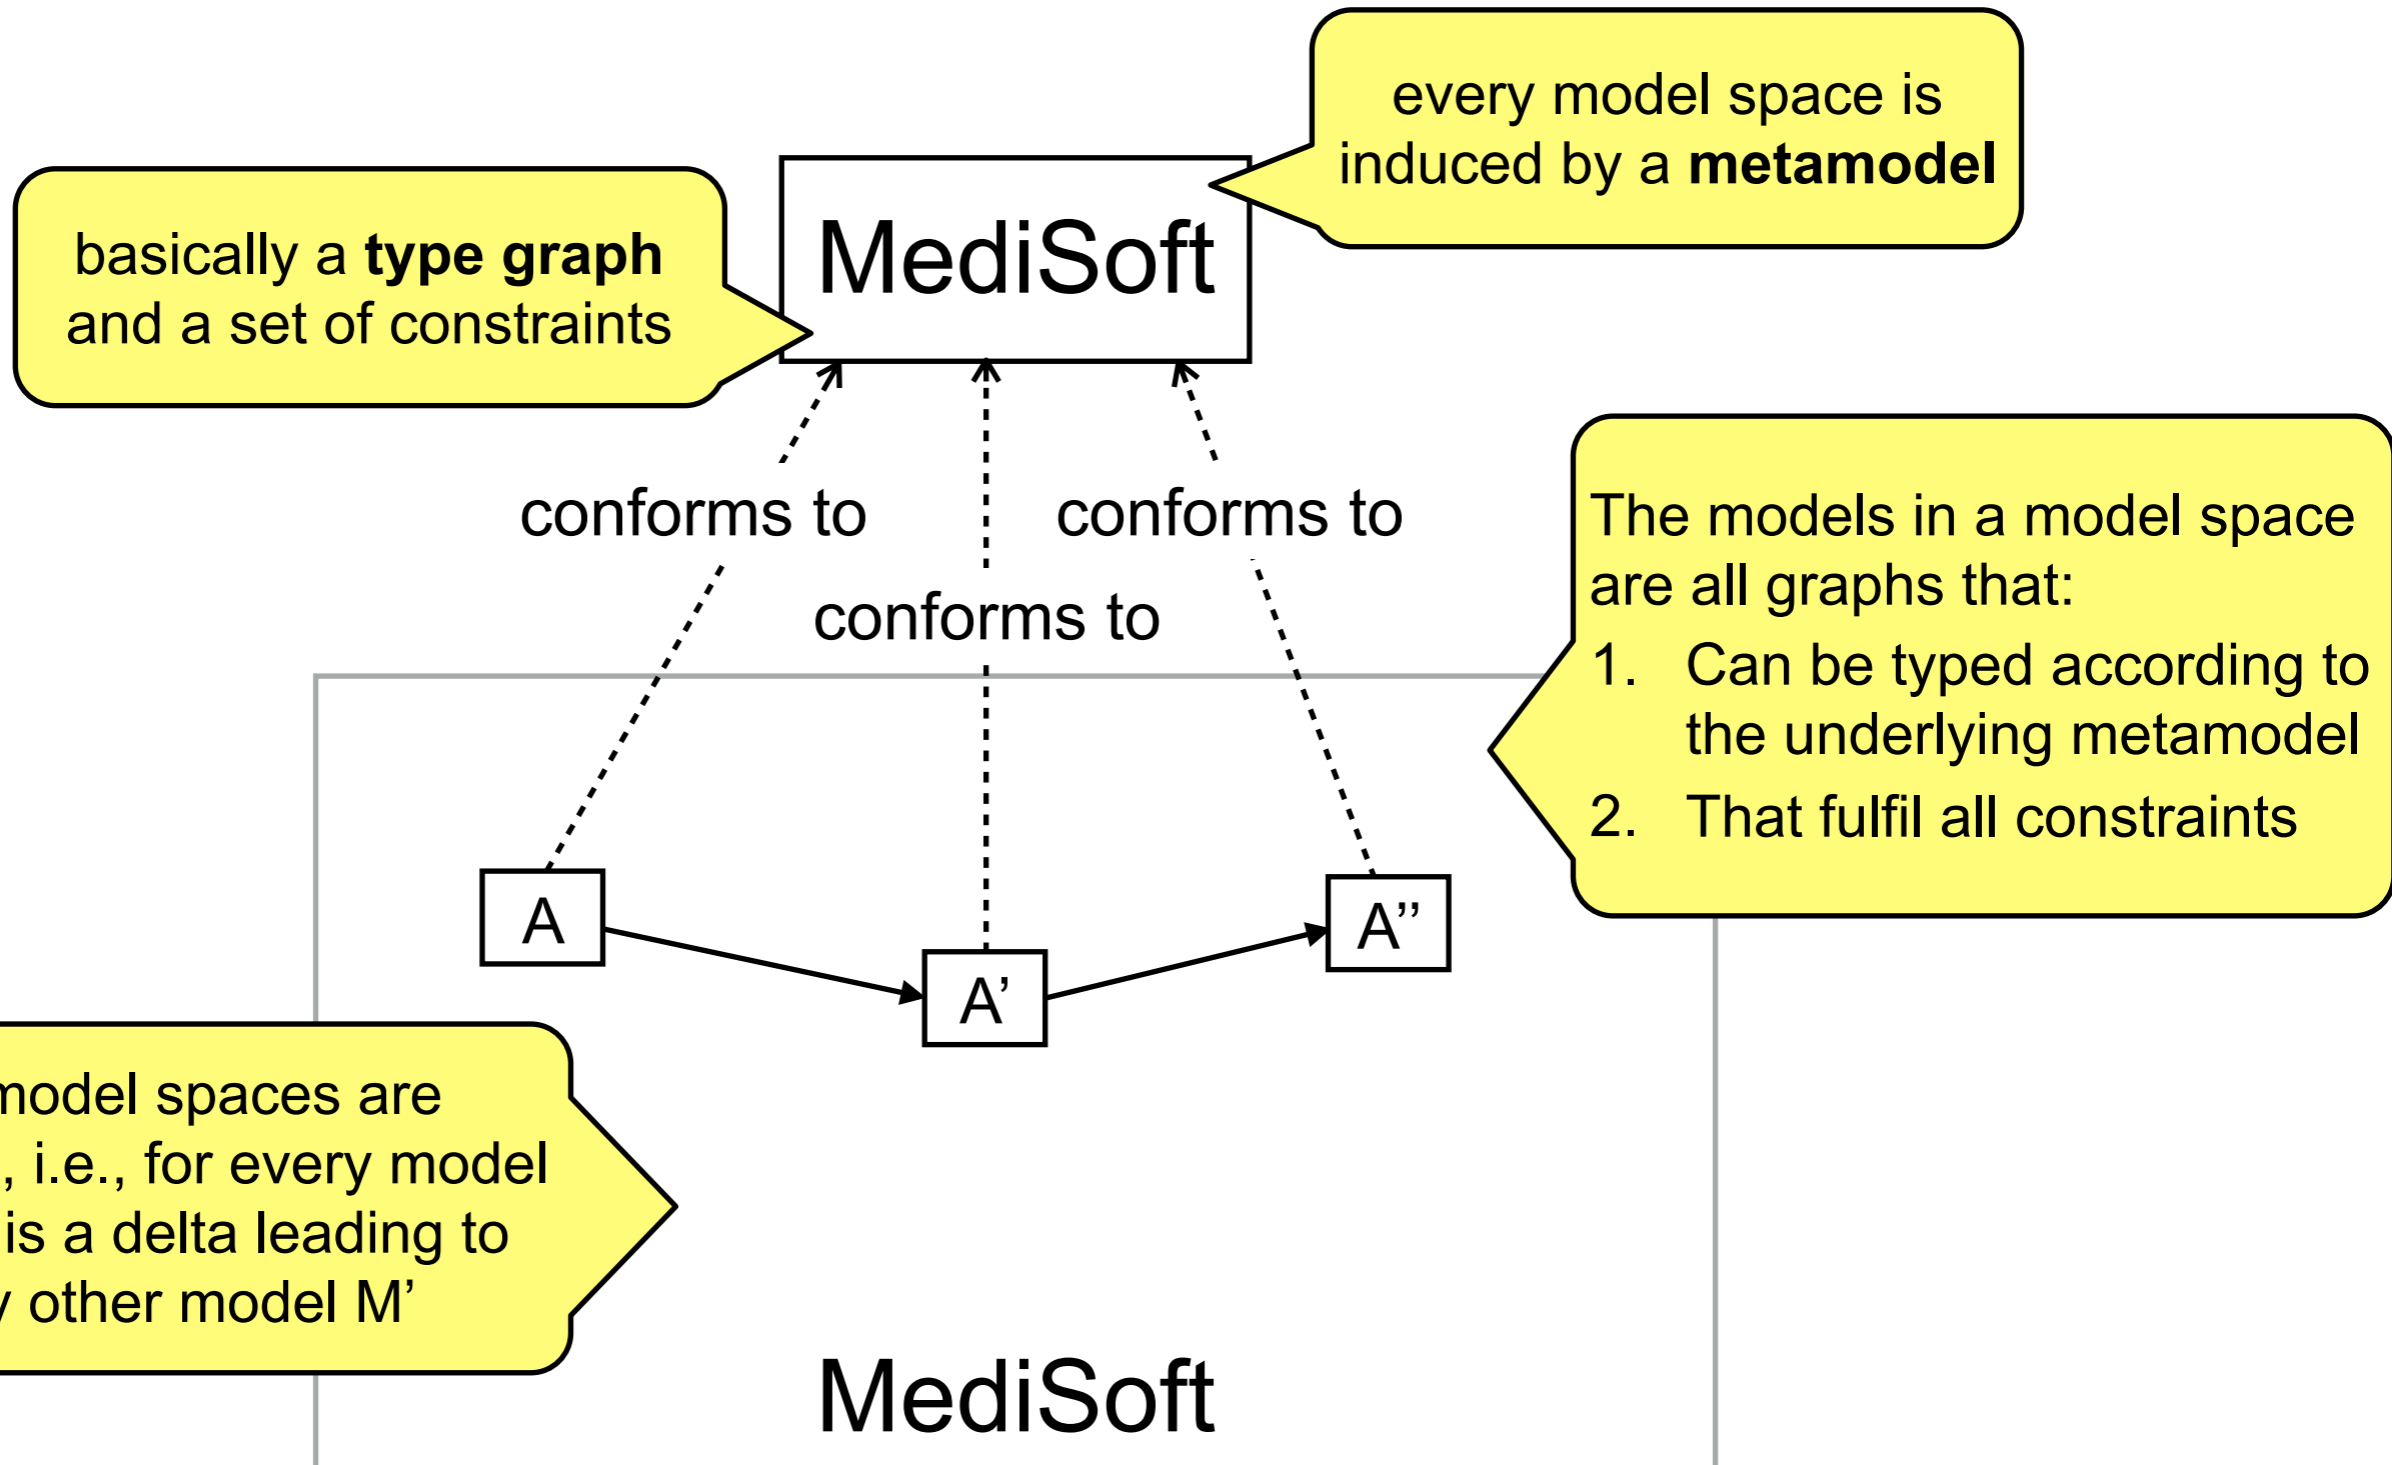 every model space is
induced by a metamodel
basically a type graph
and a set of constraints
MediSoft
conforms to
conforms to
conforms to
The models in a model space
are all graphs that:
1. Can be typed according to
the underlying metamodel
2. That fulfil all constraints
A
A’
A’’
model spaces are
, i.e., for every model
is a delta leading to
other model M’
MediSoft